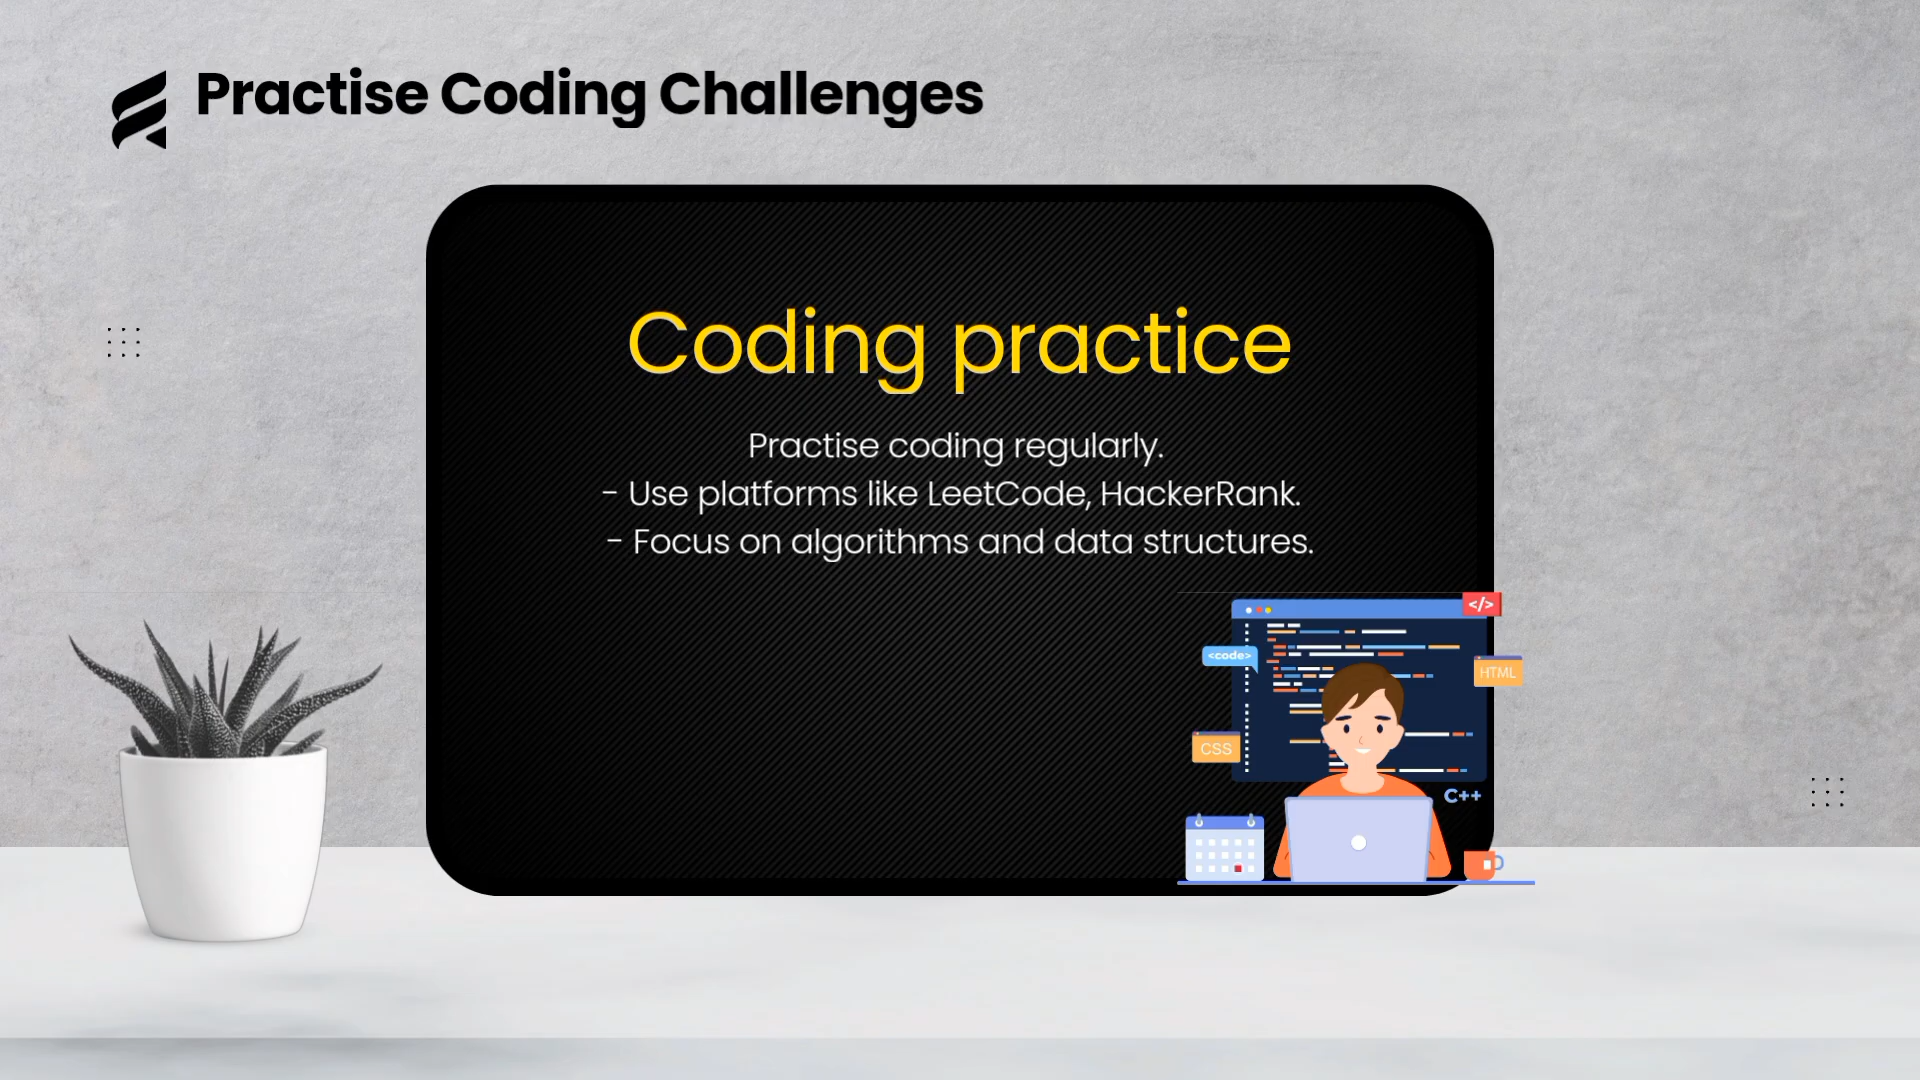 Practise Coding Challenges
Coding practice
Practise coding regularly.
- Use platforms like LeetCode, HackerRank.
- Focus on algorithms and data structures.
</>
<code>
HTML
CSS
C++